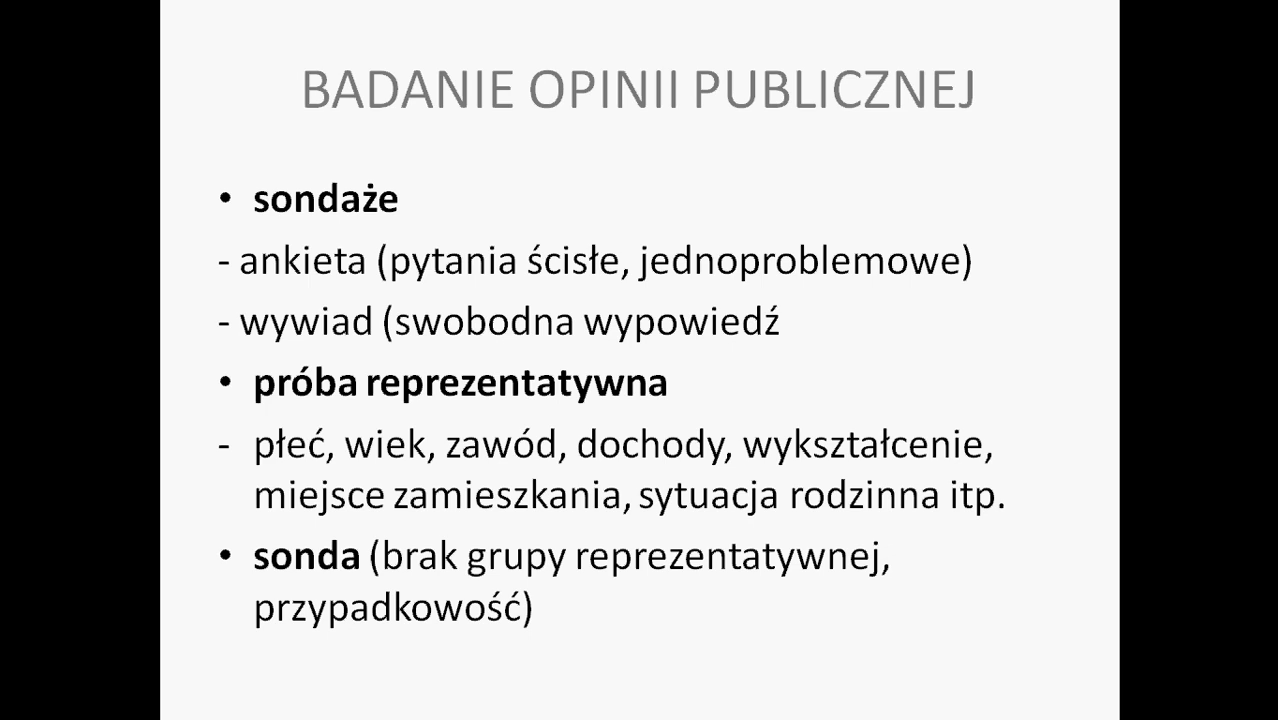 BADANIE OPINII PUBLICZNEJ
• sondaże
- ankieta (pytania ścisłe, jednoproblemowe)
- wywiad (swobodna wypowiedź
• próba reprezentatywna
- płeć, wiek, zawód, dochody, wykształcenie,
miejsce zamieszkania, sytuacja rodzinna itp.
• sonda (brak grupy reprezentatywnej,
przypadkowość)